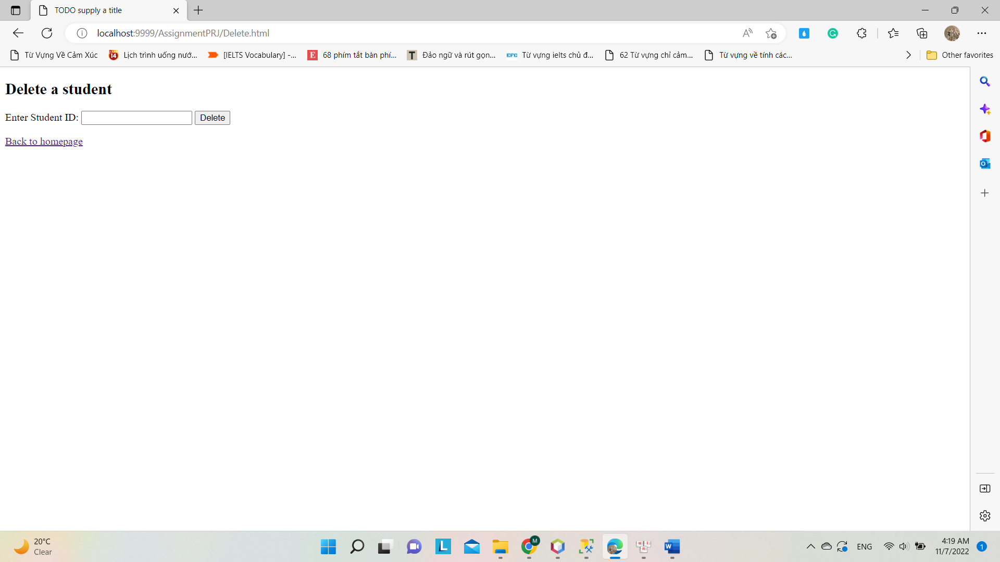 TODO supply a title
localhost:9999/AssignmentPRJ/Delete.html
Từ Vựng Về Cảm Xúc
14
Lịch trình uống nướ...
[IELTS Vocabulary] -...
E
68 phím tắt bàn phí...
T
Đảo ngữ và rút gọn...
EFC
Từ vựng ielts chủ đ...
62 Từ vựng chỉ cảm...
Từ vựng về tính các...
Other favorites
Delete a student
Enter Student ID:
Delete
Back to homepage
20°C
Clear
L
M
W
ENG
4:19 AM
11/7/2022
1